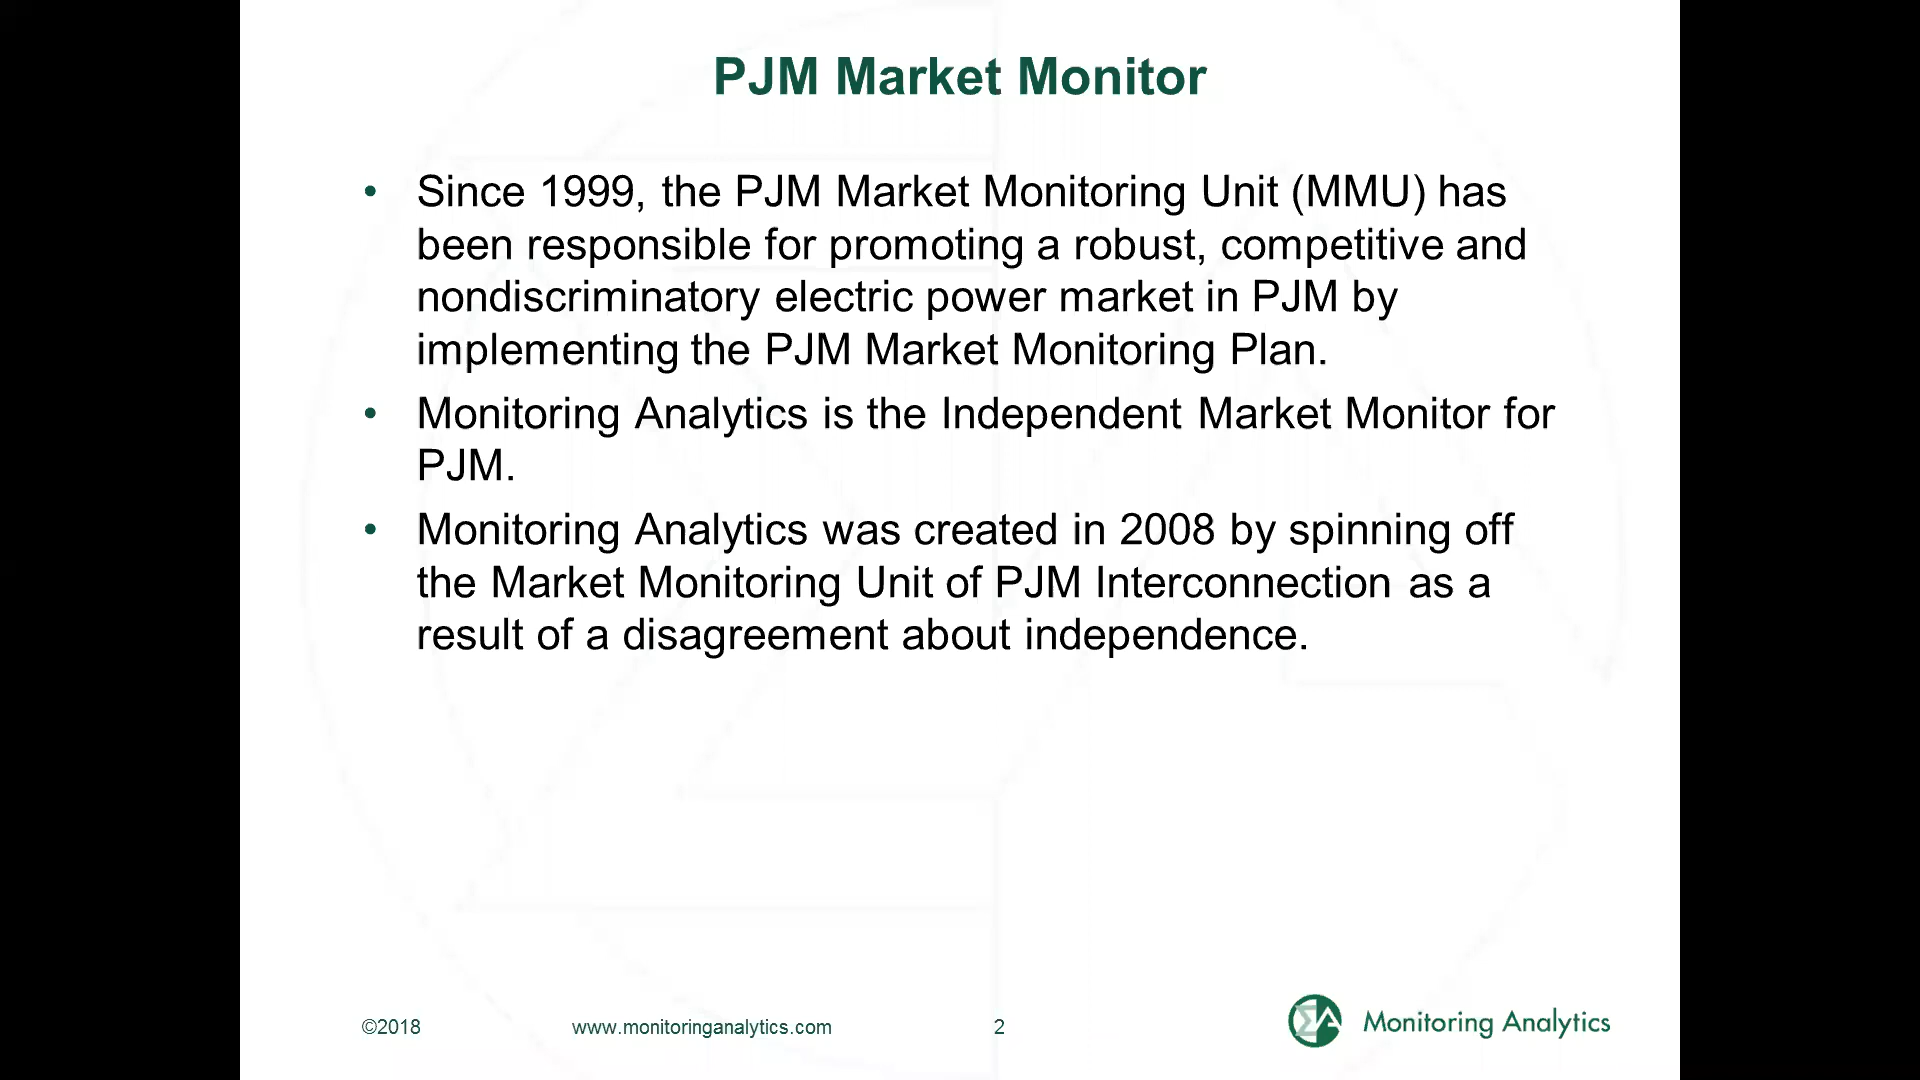 PJM Market Monitor
• Since 1999, the PJM Market Monitoring Unit (MMU) has
been responsible for promoting a robust, competitive and
nondiscriminatory electric power market in PJM by
implementing the PJM Market Monitoring Plan.
• Monitoring Analytics is the Independent Market Monitor for
PJM.
• Monitoring Analytics was created in 2008 by spinning off
the Market Monitoring Unit of PJM Interconnection as a
result of a disagreement about independence.
©2018 www.monitoringanalytics.com 2 Monitoring Analytics